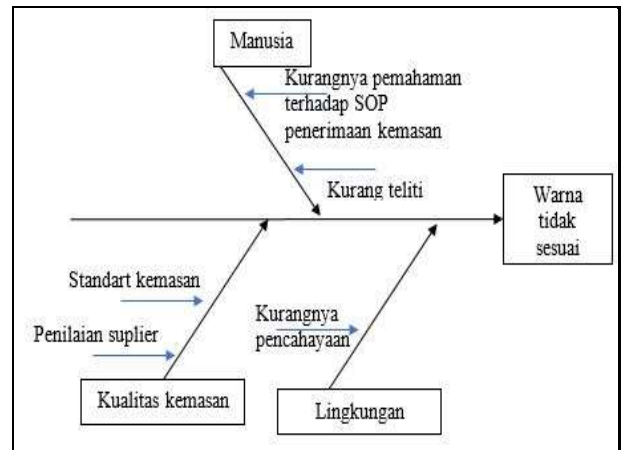 Manusia
Kurangnya pemahaman
terhadap SOP
penerimaan kemasan
Kurang teliti
Warna
tidak
sesuai
Standart kemasan
Penilaian suplier
Kurangnya
pencahayaan
Kualitas kemasan
Lingkungan